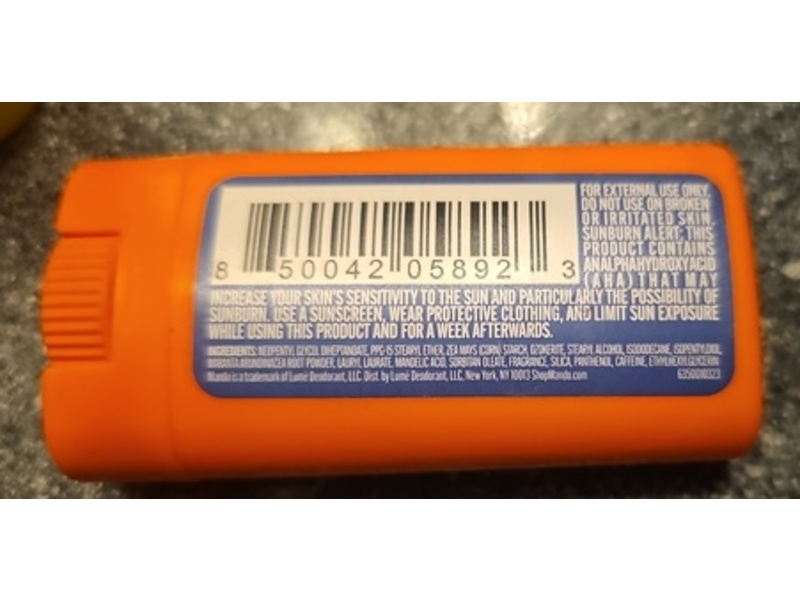 FOR EXTERNAL USE ONLY.
DO NOT USE ON BROKEN
OR IRRITATED SKIN.
SUNBURN ALERT: THIS
PRODUCT CONTAINS
AN ALPHA HYDROXY ACID
(AHA) THAT MAY
8 50042 05892 3
INCREASE YOUR SKIN'S SENSITIVITY TO THE SUN AND PARTICULARLY THE POSSIBILITY OF
SUNBURN. USE A SUNSCREEN, WEAR PROTECTIVE CLOTHING, AND LIMIT SUN EXPOSURE
WHILE USING THIS PRODUCT AND FOR A WEEK AFTERWARDS.
INGREDIENTS: NEOPENTYL GLYCOL DIHEPTANOATE, PPG-15 STEARYL ETHER, ZEA MAYS (CORN) STARCH, OZOKERITE, STEARYL ALCOHOL, ISODODECANE, ISOPENTYLDIOL,
MARANTA ARUNDINACEA ROOT POWDER, LAURYL LAURATE, MANDELIC ACID, SORBITAN OLEATE, FRAGRANCE, SILICA, PANTHENOL, CAFFEINE, ETHYLHEXYLGLYCERIN.
Mando is a trademark of Lume Deodorant, LLC. Dist. by Lume Deodorant, LLC, New York, NY 10013 ShopMando.com